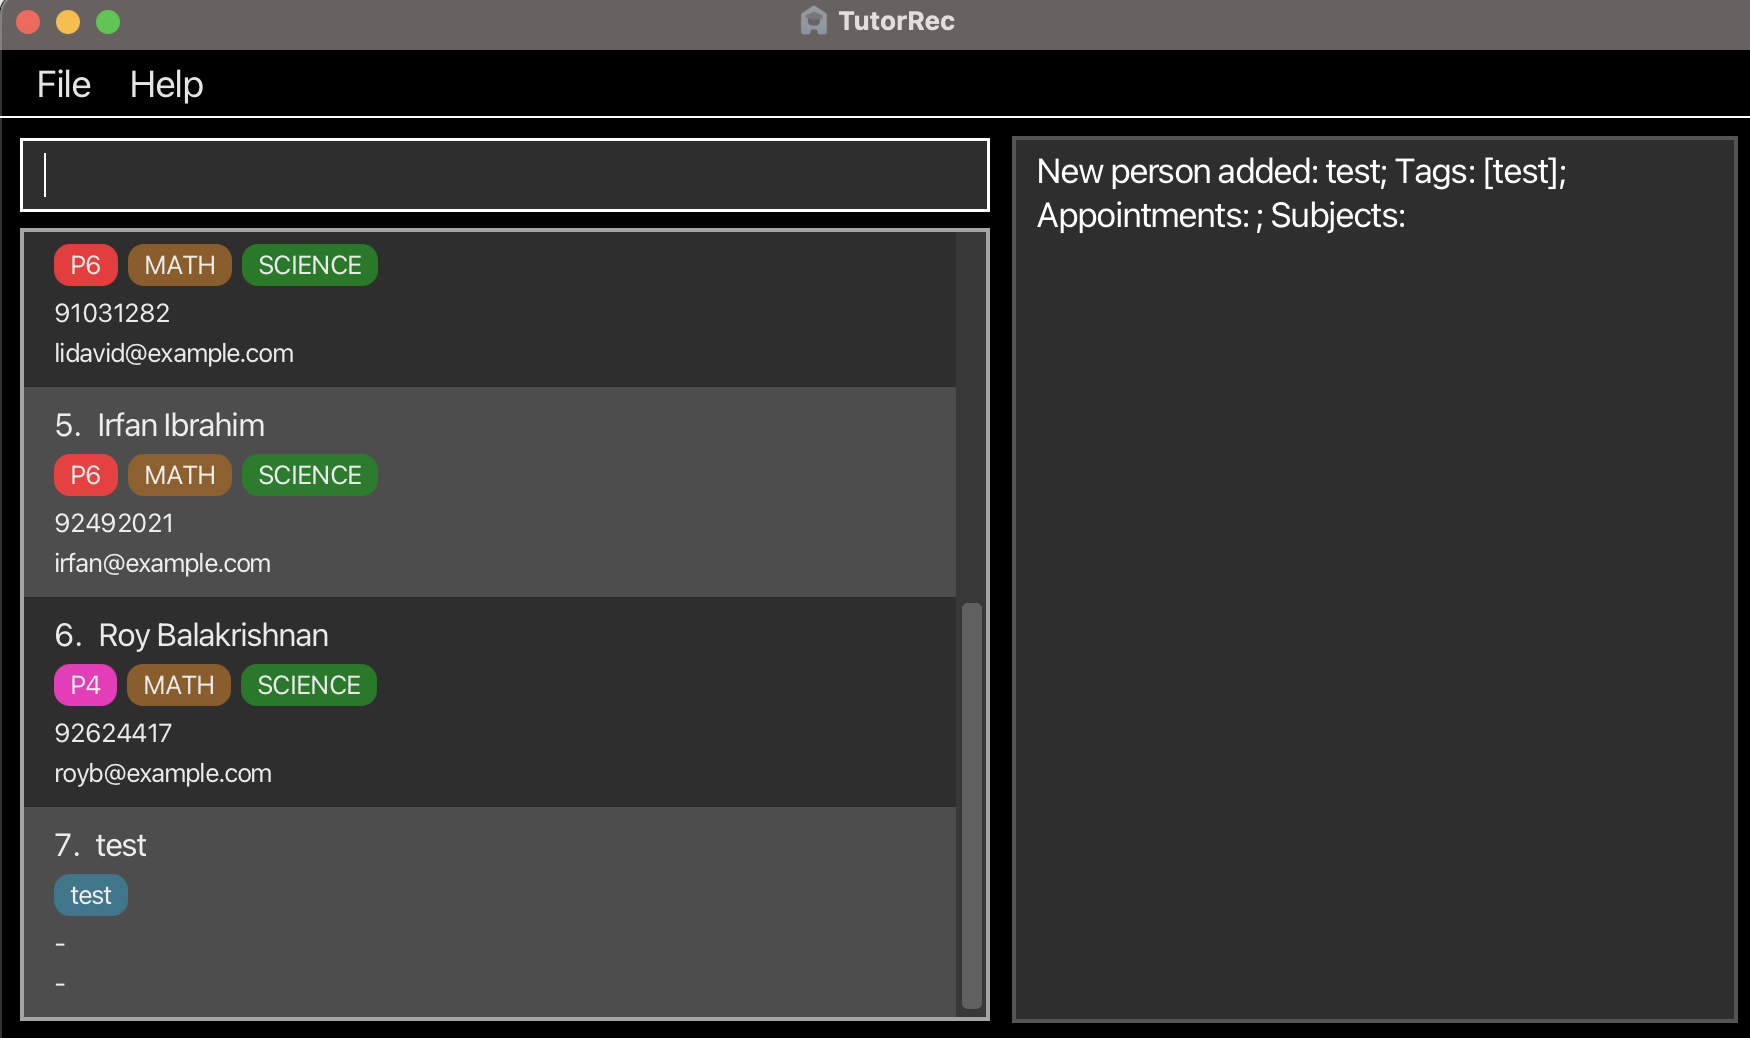 TutorRec
File Help
P6 MATH SCIENCE
91031282
lidavid@example.com
5. Irfan Ibrahim
P6 MATH SCIENCE
92492021
irfan@example.com
6. Roy Balakrishnan
P4 MATH SCIENCE
92624417
royb@example.com
7. test
test
-
-
New person added: test; Tags: [test];
Appointments: ; Subjects: